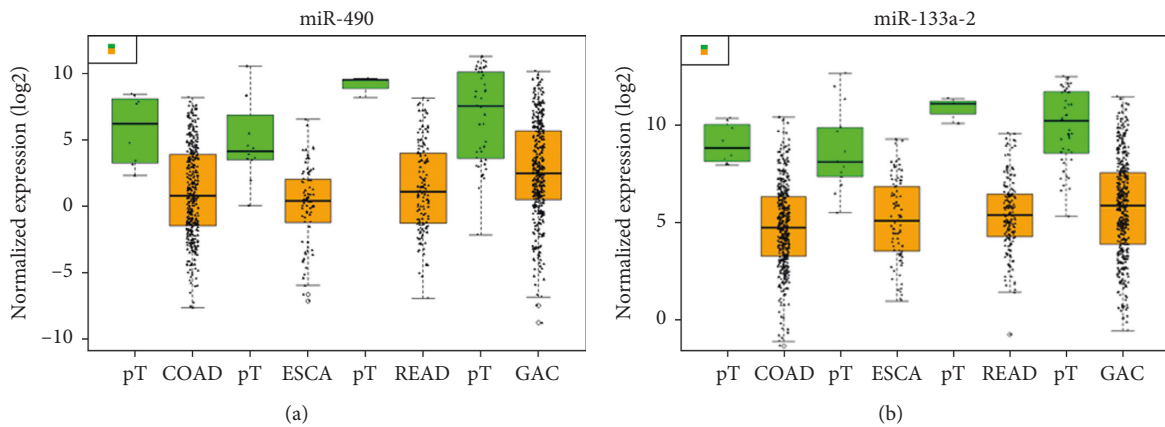 miR-490
Normalized expression (log2)
10
5
0
−5
−10
pT COAD pT ESCA pT READ pT GAC
(a)
miR-133a-2
Normalized expression (log2)
10
5
0
pT COAD pT ESCA pT READ pT GAC
(b)